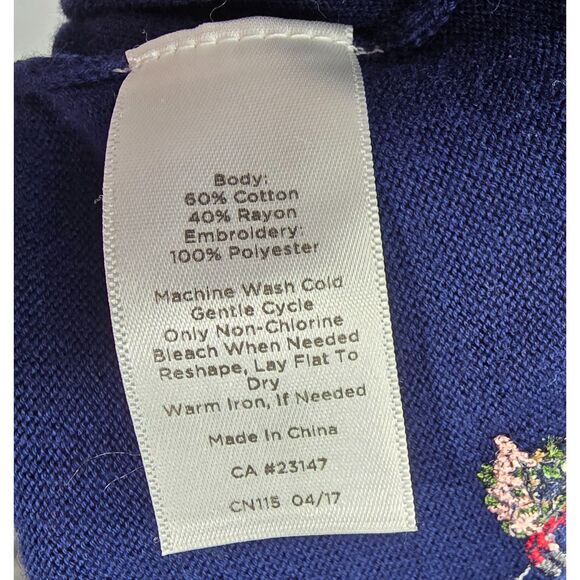 Body:
60% Cotton
40% Rayon
Embroidery:
100% Polyester
Machine Wash Cold
Gentle Cycle
Only Non-Chlorine
Bleach When Needed
Reshape, Lay Flat To
Dry
Warm Iron, If Needed
Made In China
CA #23147
CN115 04/17